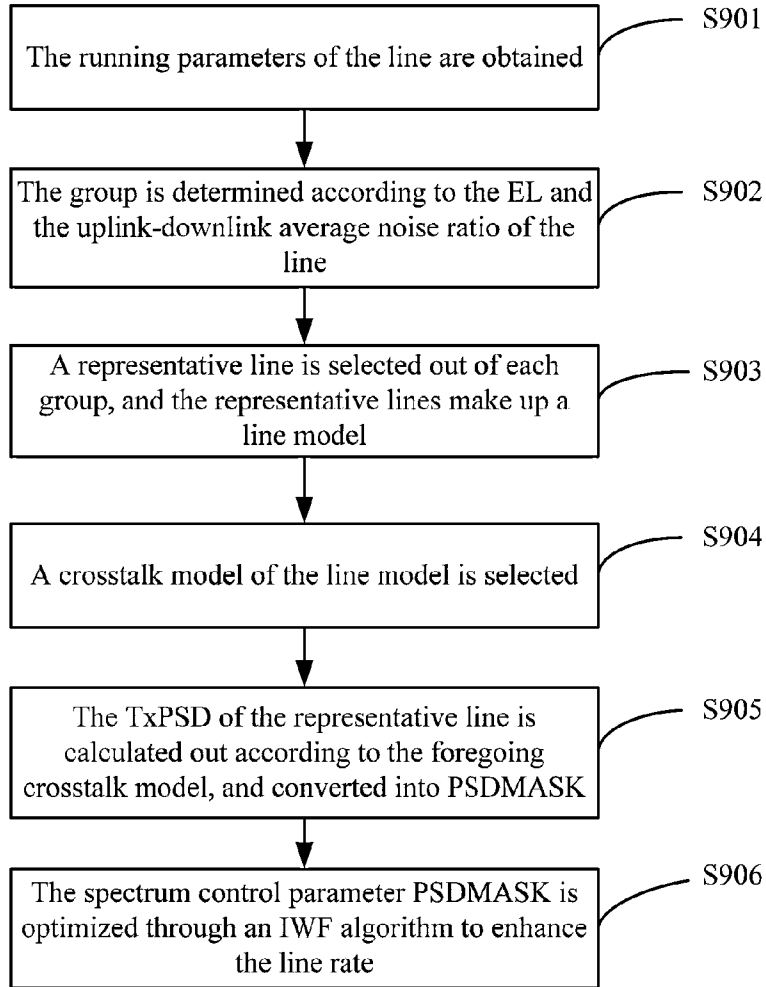 S901
The running parameters of the line are obtained
S902
The group is determined according to the EL and
the uplink-downlink average noise ratio of the
line
S903
A representative line is selected out of each
group, and the representative lines make up a
line model
S904
A crosstalk model of the line model is selected
S905
The TxPSD of the representative line is
calculated out according to the foregoing
crosstalk model, and converted into PSDMASK
S906
The spectrum control parameter PSDMASK is
optimized through an IWF algorithm to enhance
the line rate